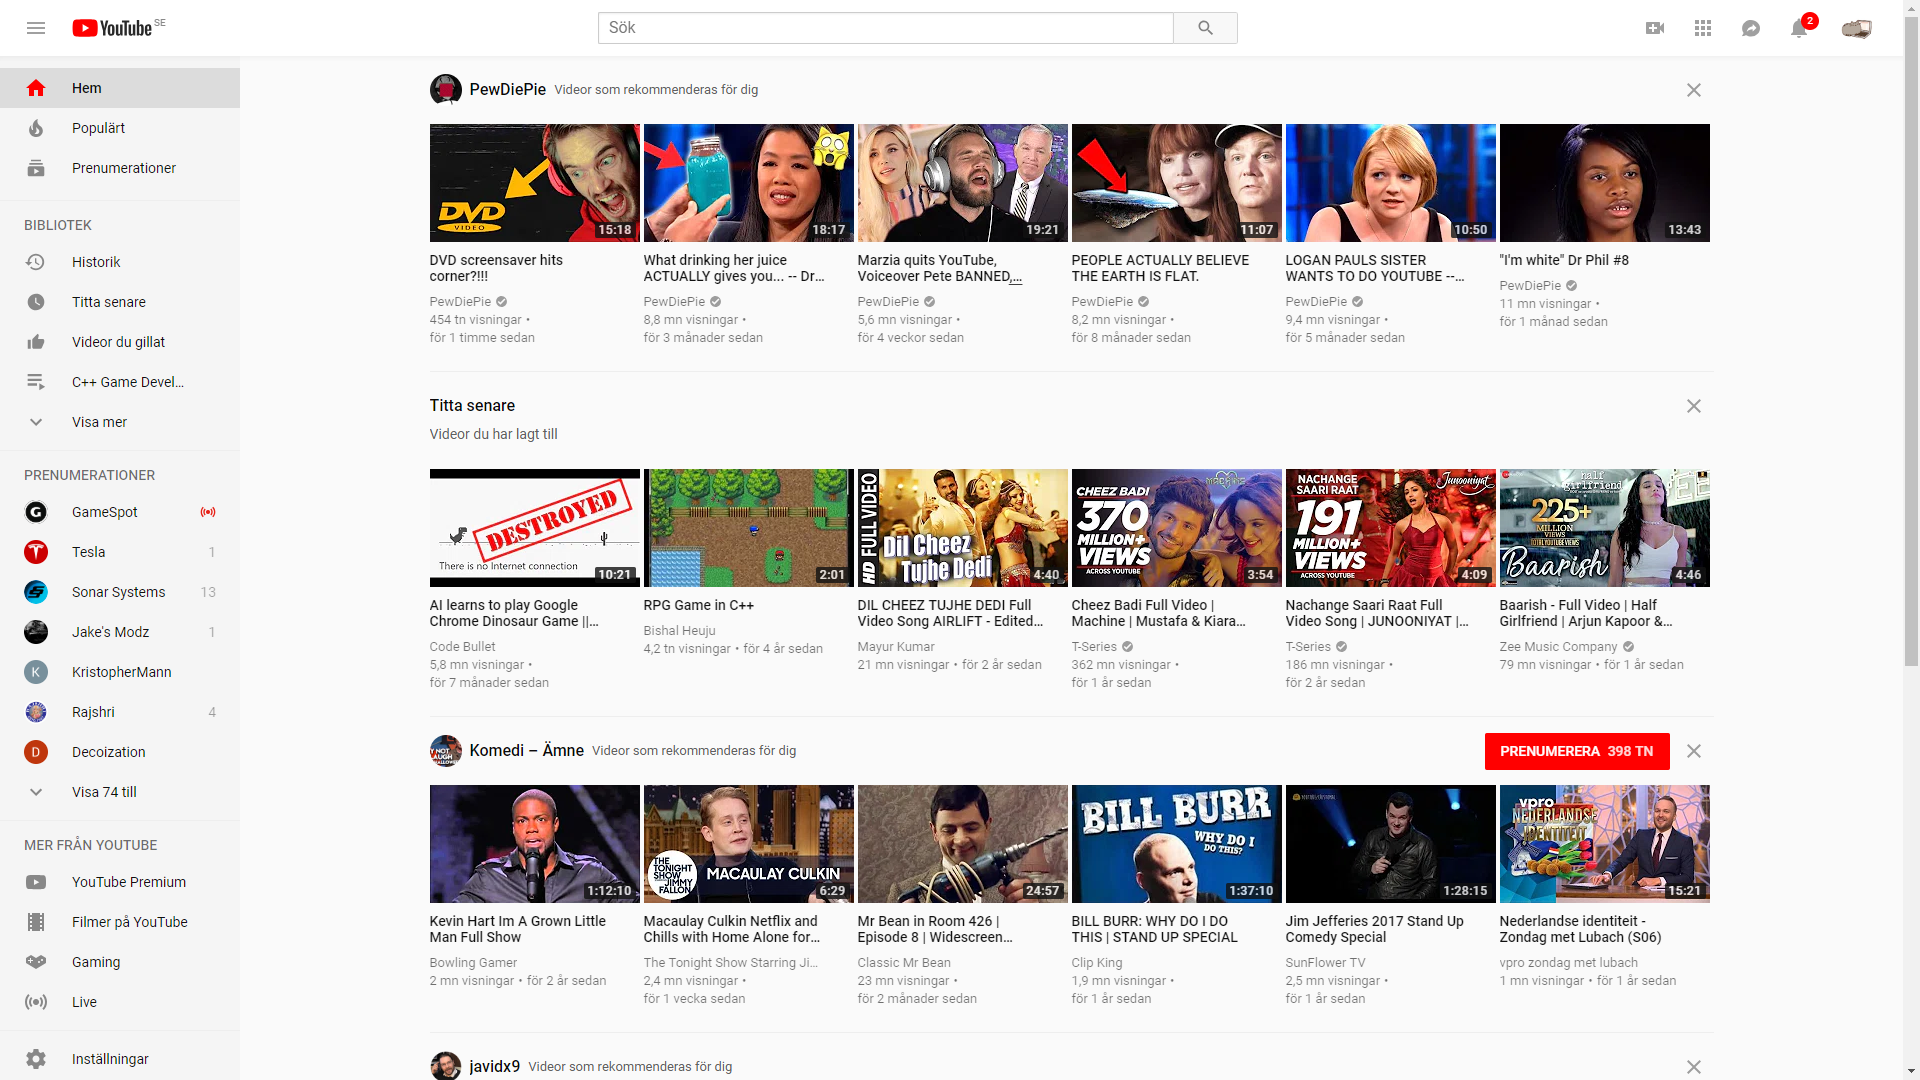 YouTube SE
Sök
2
Hem
Populärt
Prenumerationer
BIBLIOTEK
Historik
Titta senare
Videor du gillat
C++ Game Devel...
Visa mer
PRENUMERATIONER
GameSpot
Tesla 1
Sonar Systems 13
Jake's Modz 1
K KristopherMann
Rajshri 4
D Decoization
Visa 74 till
MER FRÅN YOUTUBE
YouTube Premium
Filmer på YouTube
Gaming
Live
Inställningar
PewDiePie Videor som rekommenderas för dig
DVD
VIDEO
15:18
DVD screensaver hits
corner?!!!
PewDiePie
454 tn visningar •
för 1 timme sedan
18:17
What drinking her juice
ACTUALLY gives you... -- Dr...
PewDiePie
8,8 mn visningar •
för 3 månader sedan
19:21
Marzia quits YouTube,
Voiceover Pete BANNED,...
PewDiePie
5,6 mn visningar •
för 4 veckor sedan
11:07
PEOPLE ACTUALLY BELIEVE
THE EARTH IS FLAT.
PewDiePie
8,2 mn visningar •
för 8 månader sedan
10:50
LOGAN PAULS SISTER
WANTS TO DO YOUTUBE --...
PewDiePie
9,4 mn visningar •
för 5 månader sedan
13:43
"I'm white" Dr Phil #8
PewDiePie
11 mn visningar •
för 1 månad sedan
Titta senare
Videor du har lagt till
DESTROYED
There is no Internet connection
10:21
AI learns to play Google
Chrome Dinosaur Game ||...
Code Bullet
5,8 mn visningar •
för 7 månader sedan
2:01
RPG Game in C++
Bishal Heuju
4,2 tn visningar • för 4 år sedan
HD FULL VIDEO
Dil Cheez
Tujhe Dedi
4:40
DIL CHEEZ TUJHE DEDI Full
Video Song AIRLIFT - Edited...
Mayur Kumar
21 mn visningar • för 2 år sedan
MACHINE
CHEEZ BADI
370
MILLION+
VIEWS
ACROSS YOUTUBE
3:54
Cheez Badi Full Video |
Machine | Mustafa & Kiara...
T-Series
362 mn visningar •
för 1 år sedan
NACHANGE
SAARI RAAT
Junooniyat
191
MILLION+
VIEWS
ACROSS YOUTUBE
4:09
Nachange Saari Raat Full
Video Song | JUNOONIYAT |...
T-Series
186 mn visningar •
för 2 år sedan
half
girlfriend
225+
MILLION
VIEWS
TOTAL YOUTUBE VIEWS
Baarish
4:46
Baarish - Full Video | Half
Girlfriend | Arjun Kapoor &...
Zee Music Company
79 mn visningar • för 1 år sedan
Komedi – Ämne Videor som rekommenderas för dig
PRENUMERERA 398 TN
1:12:10
Kevin Hart Im A Grown Little
Man Full Show
Bowling Gamer
2 mn visningar • för 2 år sedan
THE
TONIGHT
SHOW
STARRING
JIMMY
FALLON
MACAULAY CULKIN
6:29
Macaulay Culkin Netflix and
Chills with Home Alone for...
The Tonight Show Starring Ji...
2,4 mn visningar •
för 1 vecka sedan
24:57
Mr Bean in Room 426 |
Episode 8 | Widescreen...
Classic Mr Bean
23 mn visningar •
för 2 månader sedan
BILL BURR
WHY DO I
DO THIS?
1:37:10
BILL BURR: WHY DO I DO
THIS | STAND UP SPECIAL
Clip King
1,9 mn visningar •
för 1 år sedan
1:28:15
Jim Jefferies 2017 Stand Up
Comedy Special
SunFlower TV
2,5 mn visningar •
för 1 år sedan
vpro
NEDERLANDSE
IDENTITEIT
15:21
Nederlandse identiteit -
Zondag met Lubach (S06)
vpro zondag met lubach
1 mn visningar • för 1 år sedan
javidx9 Videor som rekommenderas för dig